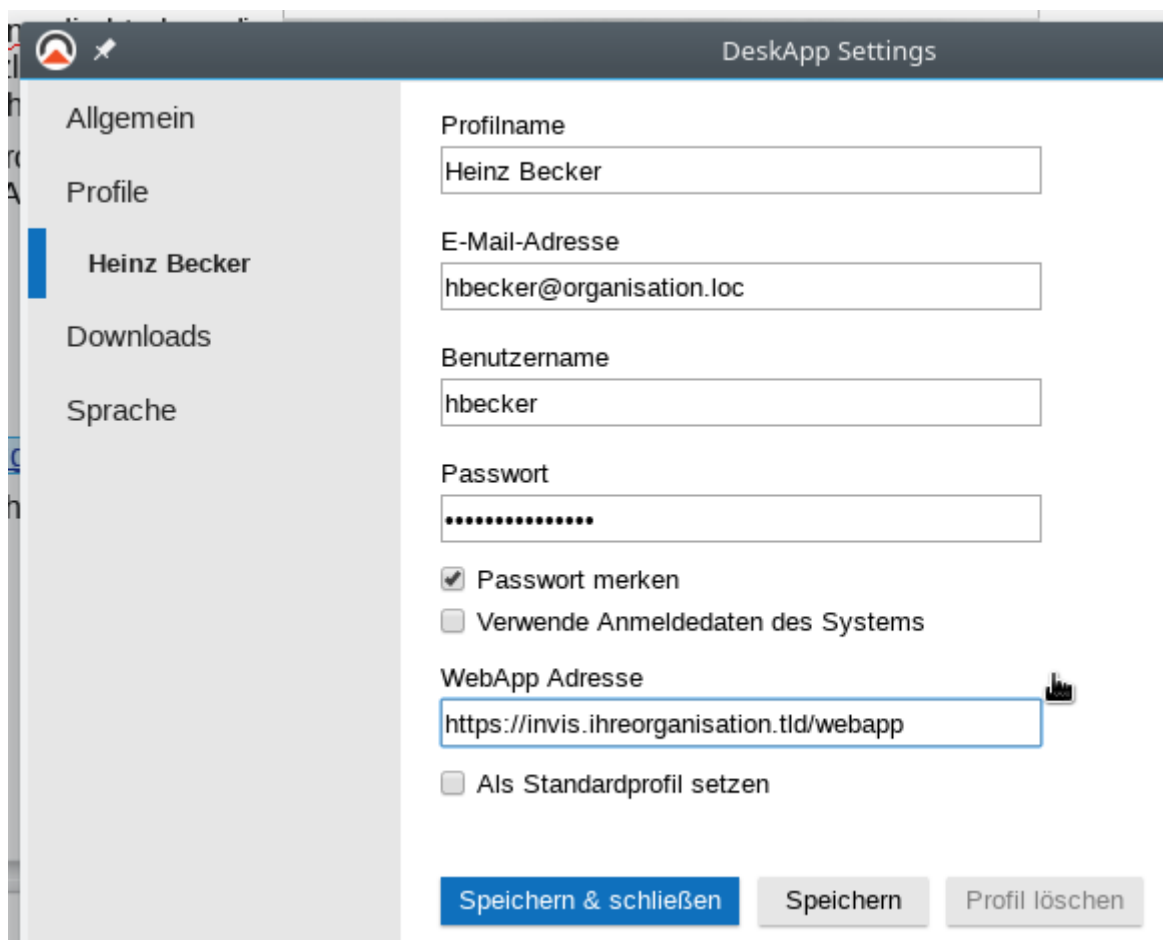 DeskApp Settings
Allgemein
Profile
Heinz Becker
Downloads
Sprache
Profilname
Heinz Becker
E-Mail-Adresse
hbecker@organisation.loc
Benutzername
hbecker
Passwort
•••••••••••••••
Passwort merken
Verwende Anmeldedaten des Systems
WebApp Adresse
https://invis.ihreorganisation.tld/webapp
Als Standardprofil setzen
Speichern & schließen
Speichern
Profil löschen